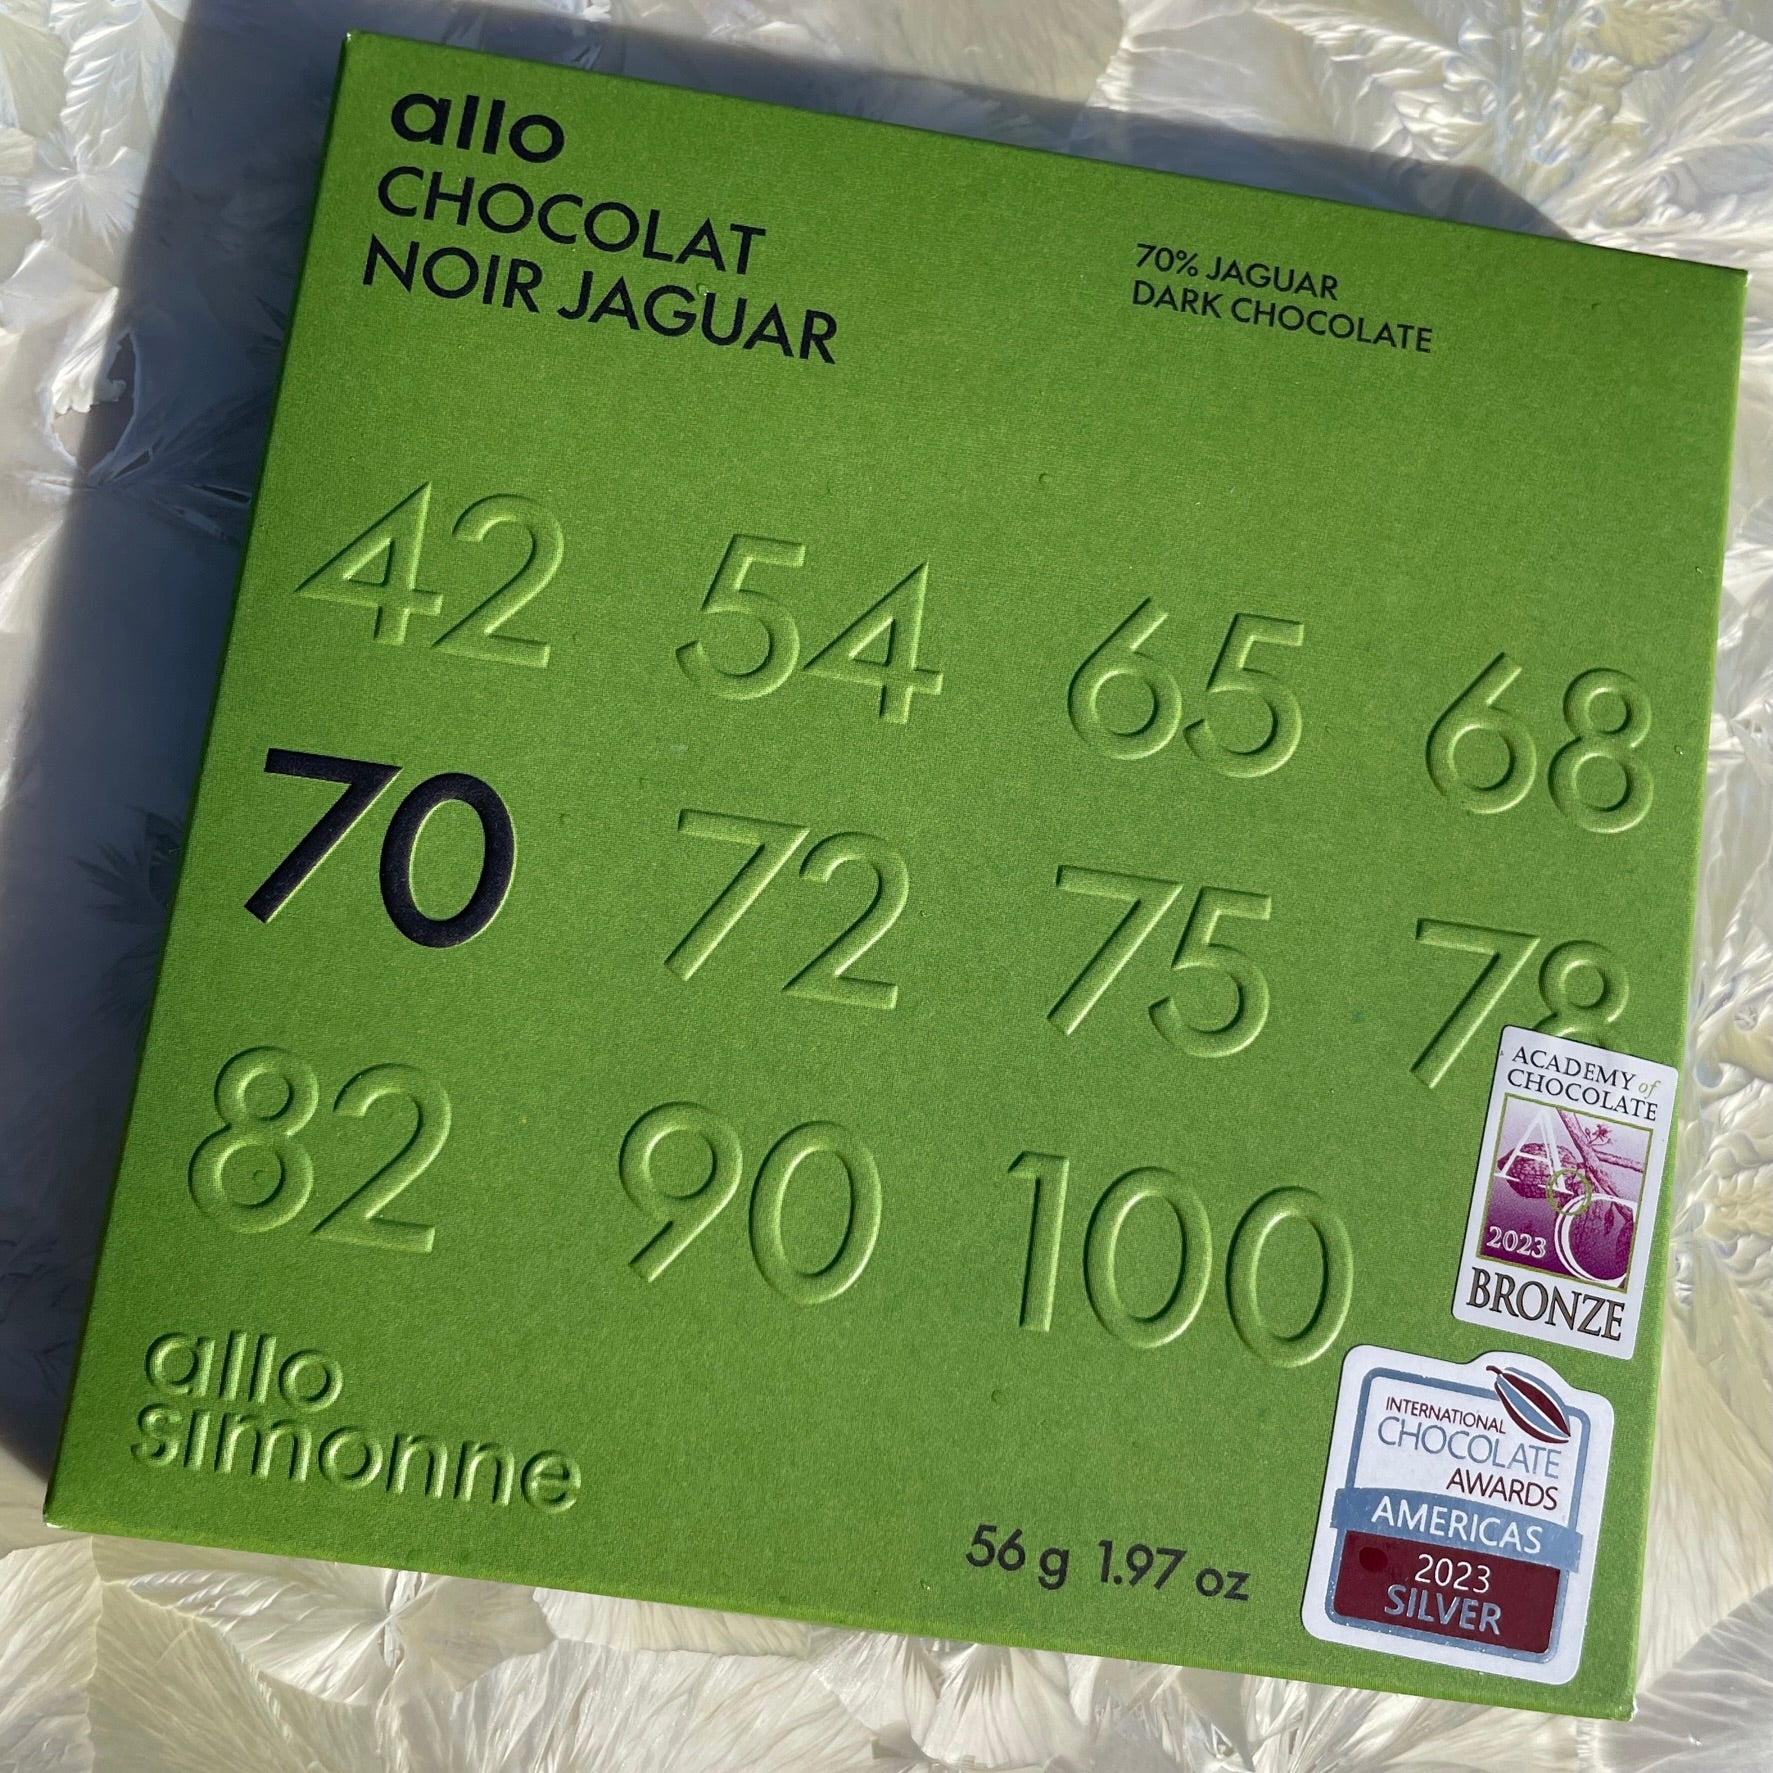 allo
CHOCOLAT
NOIR JAGUAR
70% JAGUAR
DARK CHOCOLATE
42 54 65 68
70 72 75 78
82 90 100
ACADEMY of
CHOCOLATE
AoC
2023
BRONZE
allo
simonne
56 g 1.97 oz
INTERNATIONAL
CHOCOLATE
AWARDS
AMERICAS
2023
SILVER